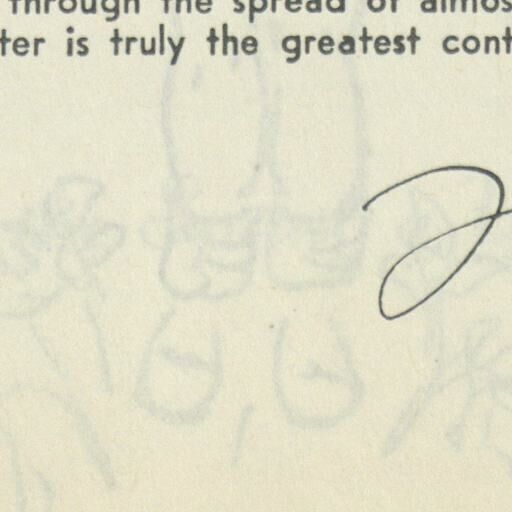 through the spread of almos
ter is truly the greatest cont